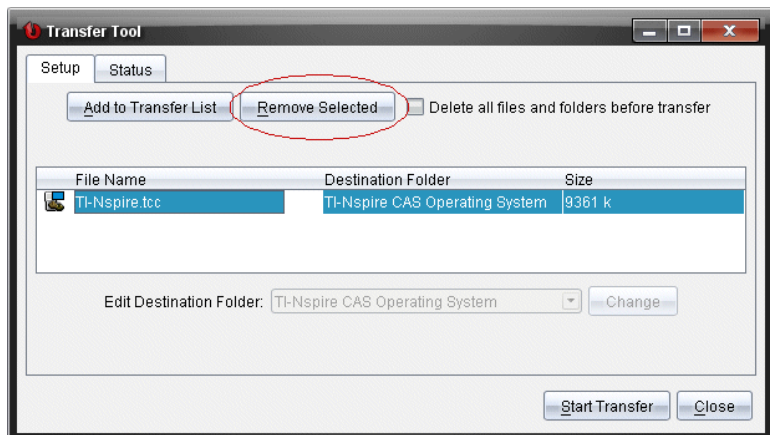 Transfer Tool
Setup Status
Add to Transfer List Remove Selected Delete all files and folders before transfer
File Name Destination Folder Size
TI-Nspire.tcc TI-Nspire CAS Operating System 9361 k
Edit Destination Folder: TI-Nspire CAS Operating System Change
Start Transfer Close